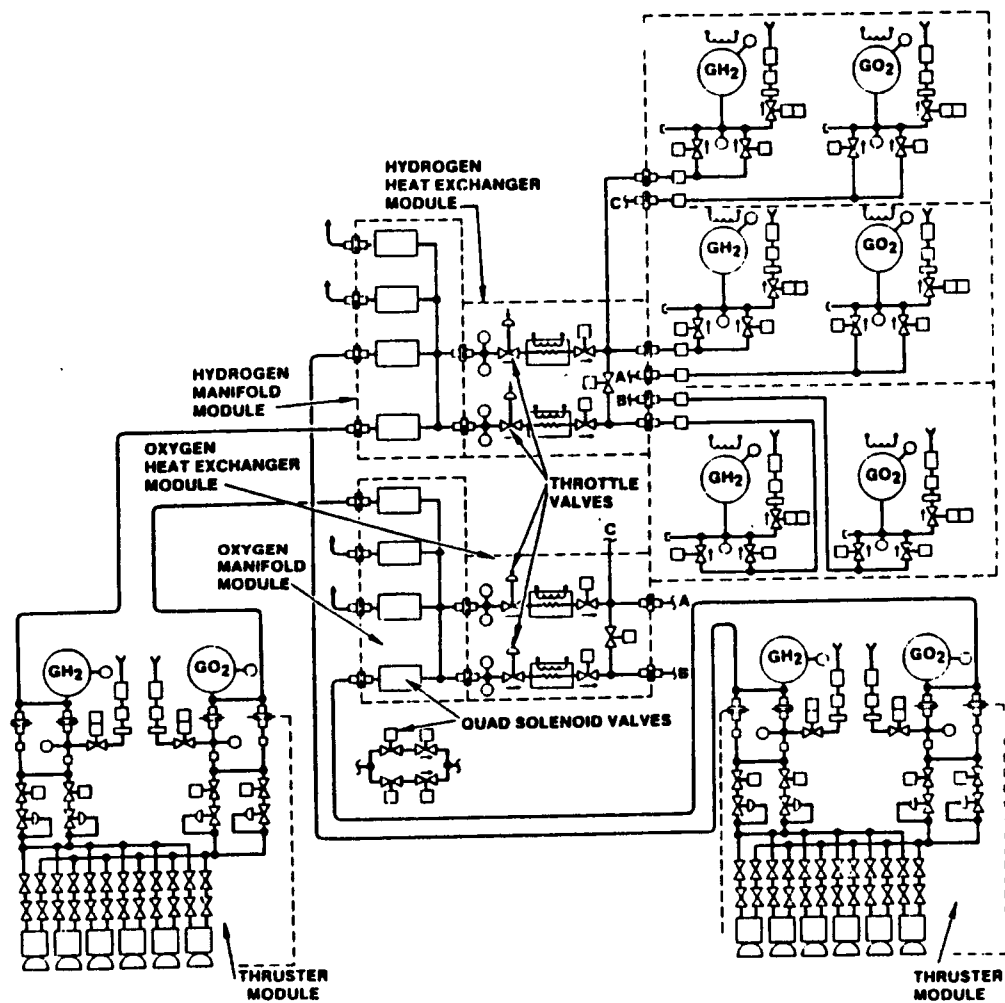 GH2
GO2
HYDROGEN
HEAT EXCHANGER
MODULE
C
GH2
GO2
HYDROGEN
MANIFOLD
MODULE
A
B
OXYGEN
HEAT EXCHANGER
MODULE
THROTTLE
VALVES
GH2
GO2
C
OXYGEN
MANIFOLD
MODULE
A
B
GH2
GO2
GH2
GO2
QUAD SOLENOID VALVES
THRUSTER
MODULE
THRUSTER
MODULE